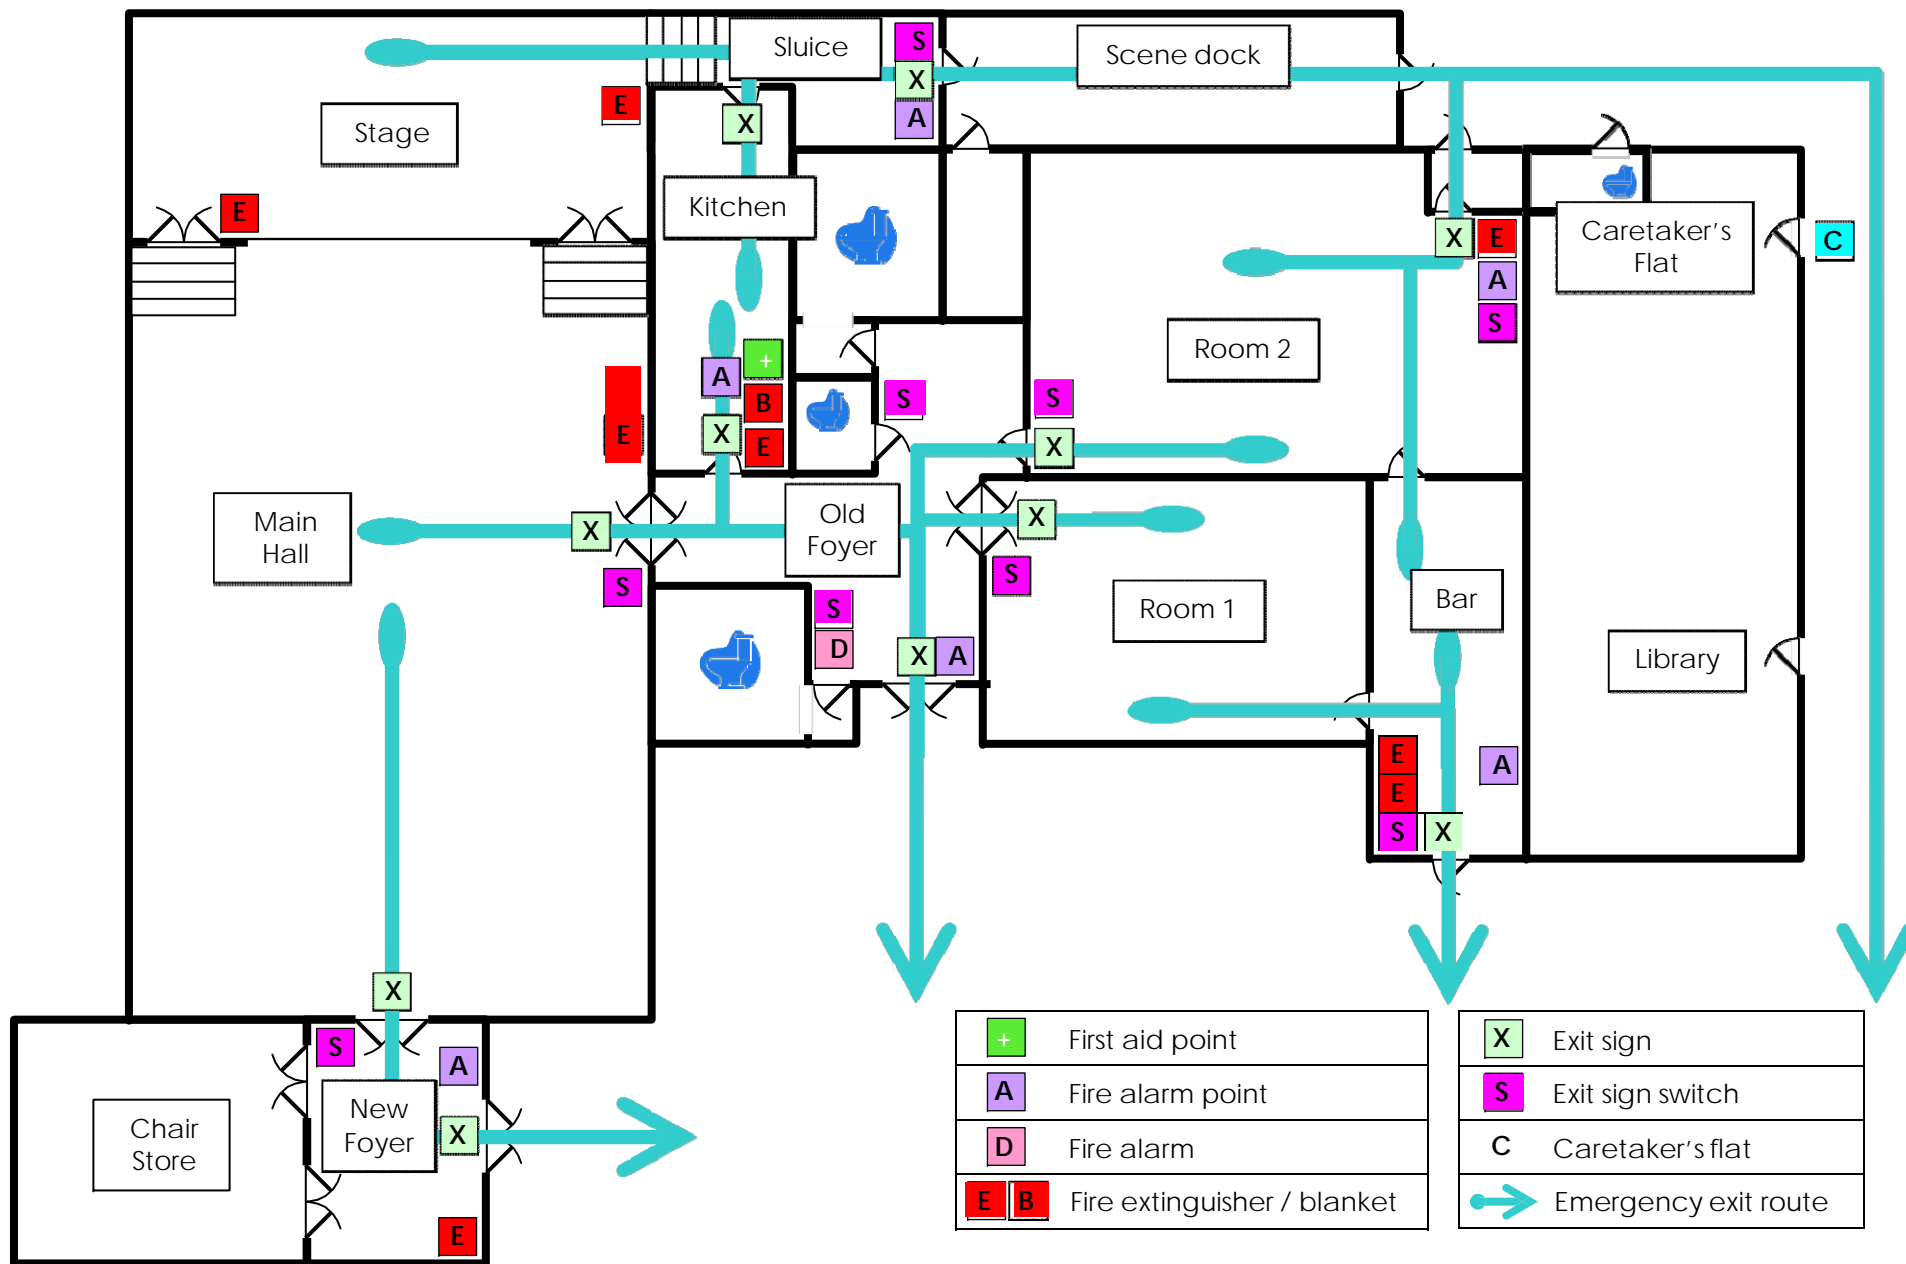 Sluice
S
Scene dock
X
E
A
Stage
X
Kitchen
E
Caretaker's
Flat
X
E
C
A
S
Room 2
+
A
B
S
S
E
X
E
X
Main
Hall
X
Old
Foyer
X
S
S
S
Room 1
Bar
D
X
A
Library
E
A
E
S
X
X
S
A
New
Foyer
X
Chair
Store
E
+ First aid point
A Fire alarm point
D Fire alarm
E B Fire extinguisher / blanket
X Exit sign
S Exit sign switch
C Caretaker's flat
Emergency exit route